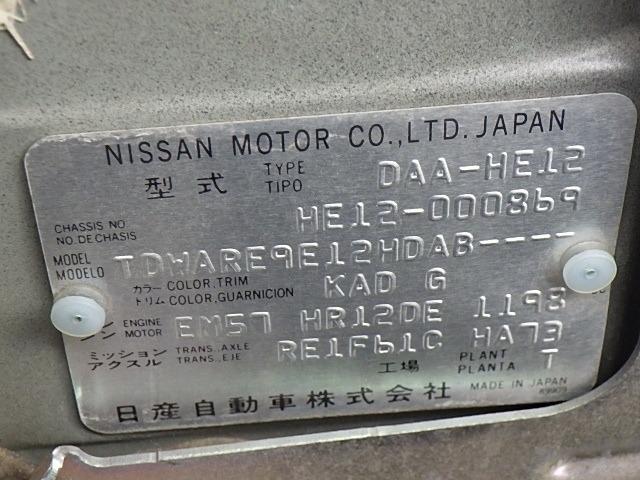 NISSAN MOTOR CO.,LTD. JAPAN
型式 TYPE TIPO DAA-HE12
CHASSIS NO. NO. DE CHASIS HE12-000869
MODEL MODELO TDWARE9E12HDAB----
カラー COLOR,TRIM トリム COLOR,GUARNICION KAD G
ン ENGINE ン MOTOR EM57 HR12DE 1198
ミッション TRANS.,AXLE アクスル TRANS.,EJE RE1F61C HA73
工場 PLANT PLANTA T
日産自動車株式会社 MADE IN JAPAN